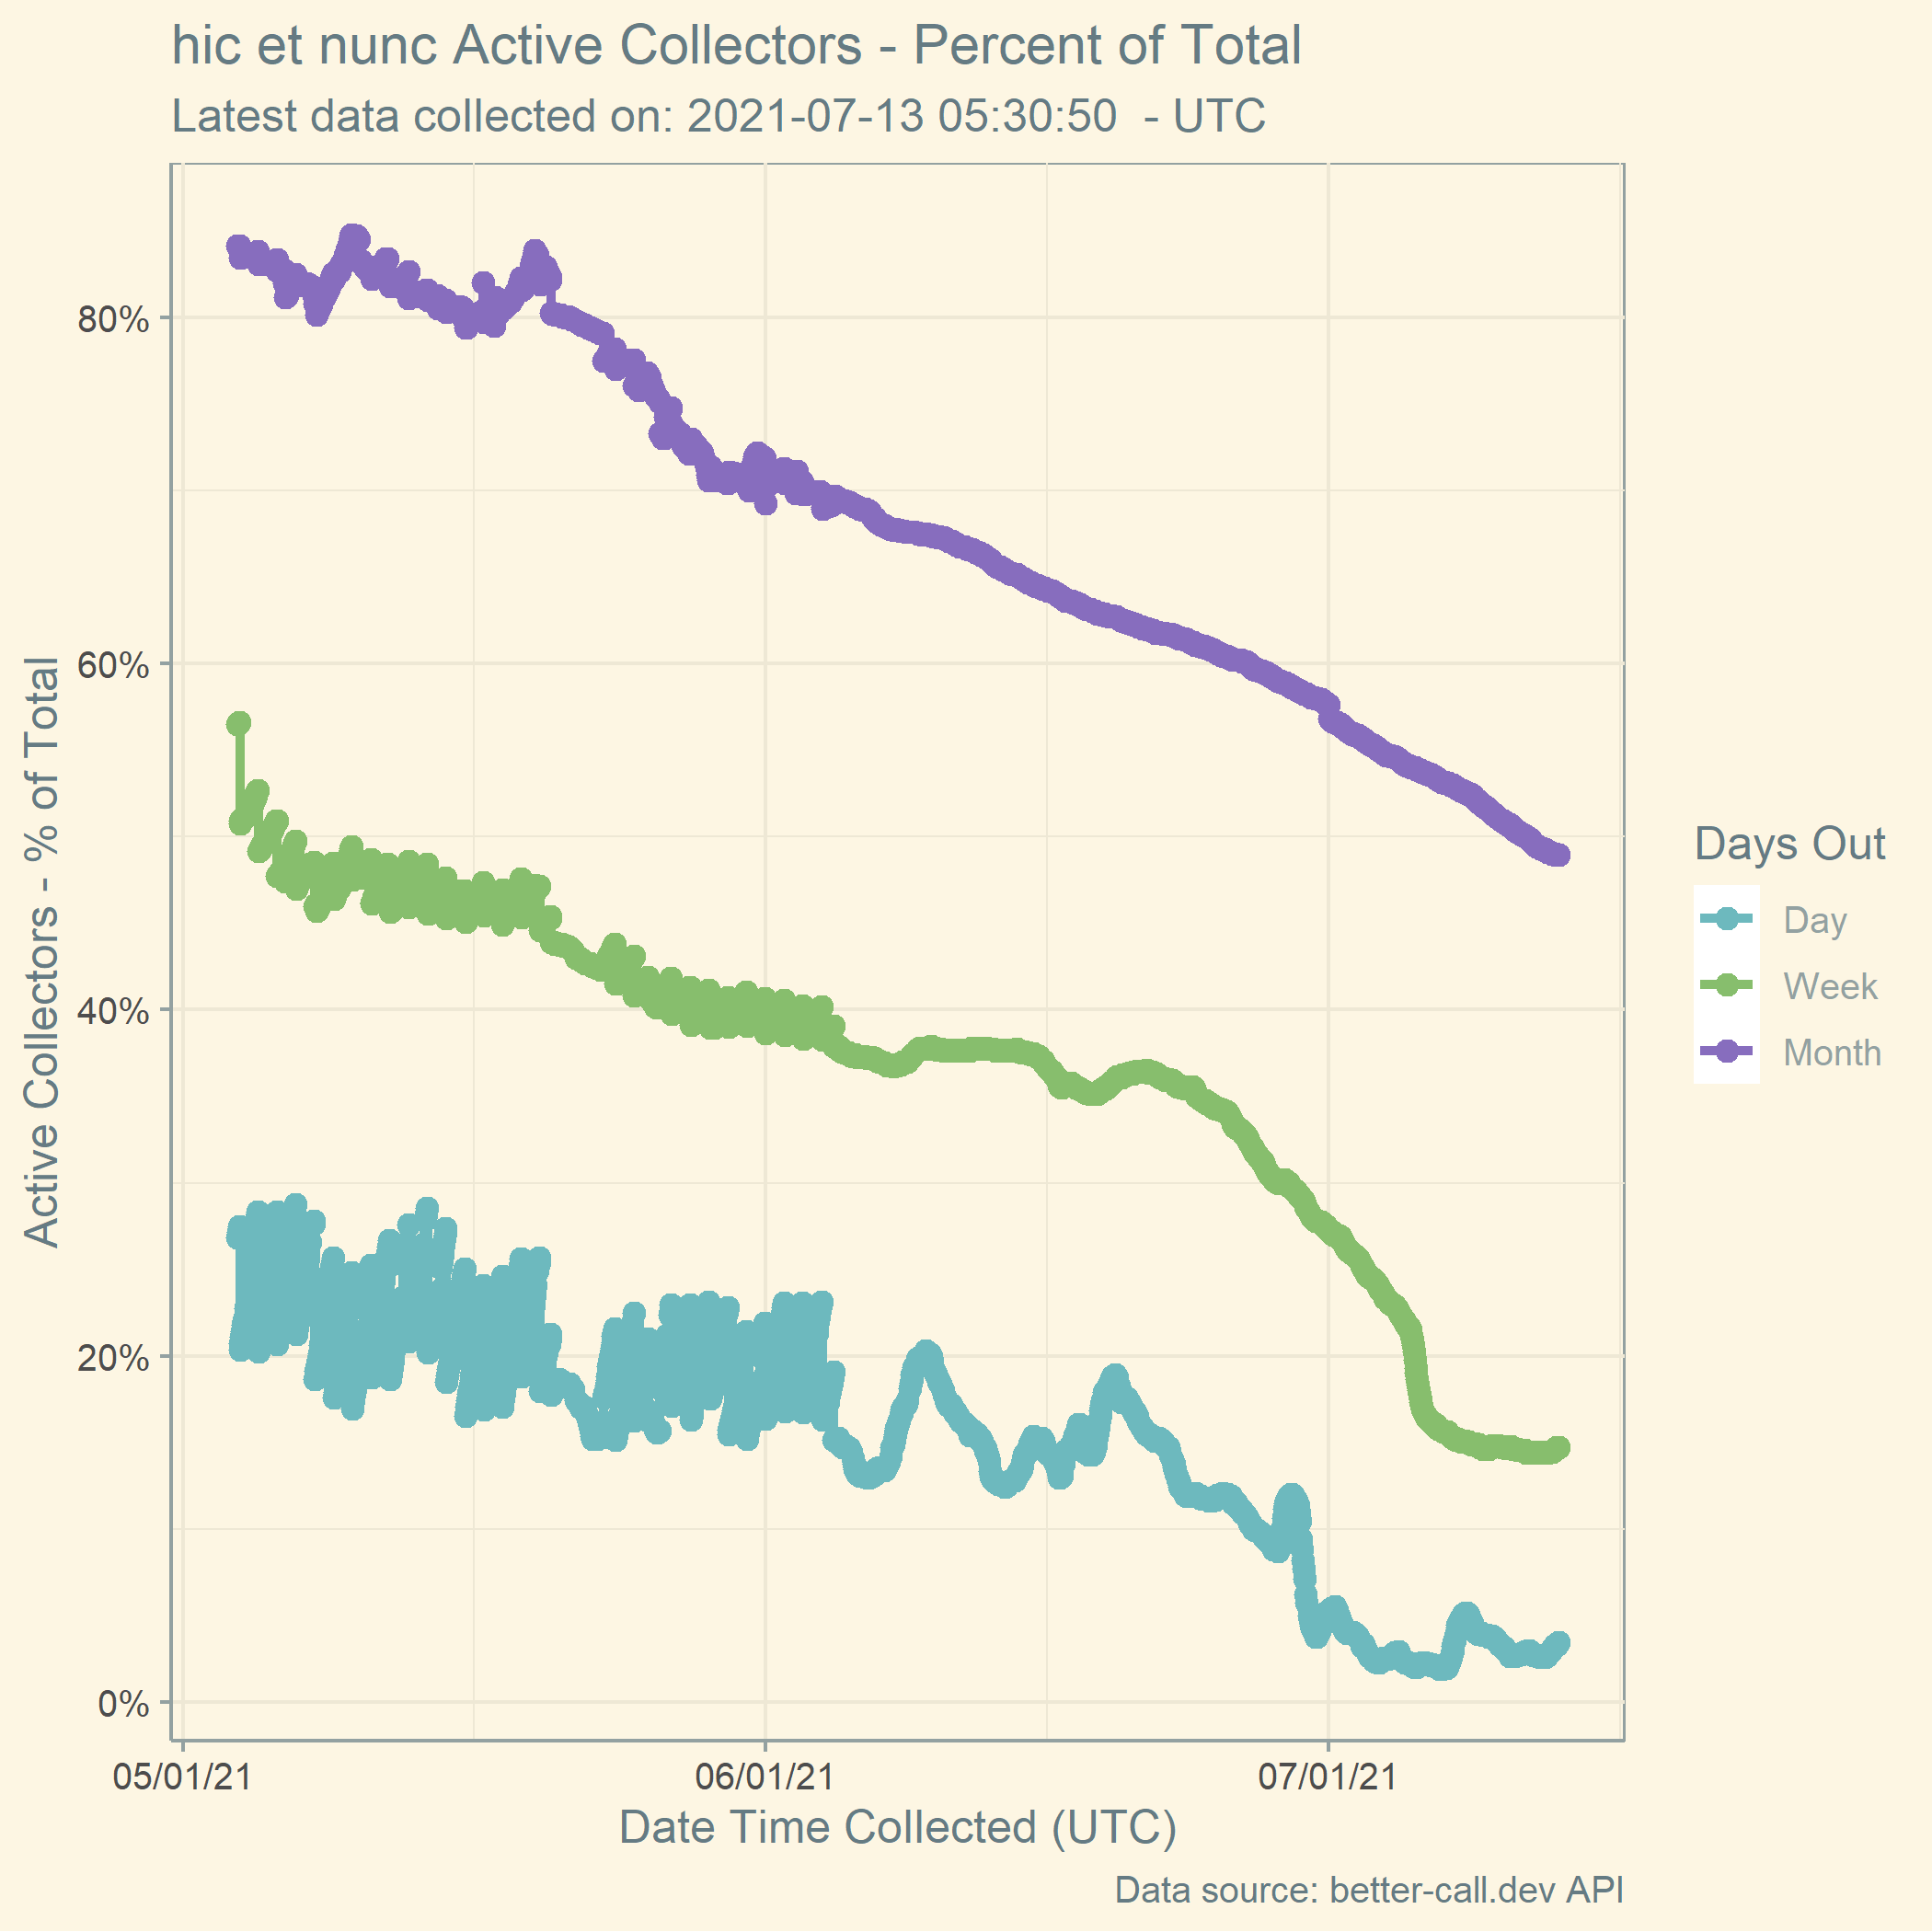 hic et nunc Active Collectors - Percent of Total
Latest data collected on: 2021-07-13 05:30:50  - UTC
Active Collectors - % of Total
80%
60%
40%
20%
0%
05/01/21
06/01/21
07/01/21
Date Time Collected (UTC)
Days Out
Day
Week
Month
Data source: better-call.dev API